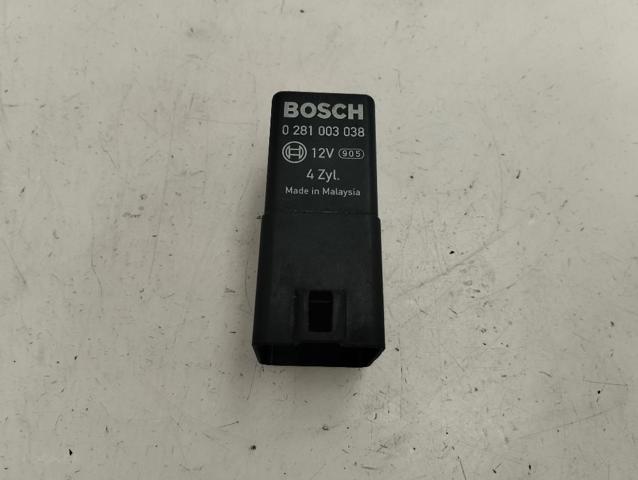 BOSCH
0 281 003 038
12V 905
4 Zyl.
Made in Malaysia